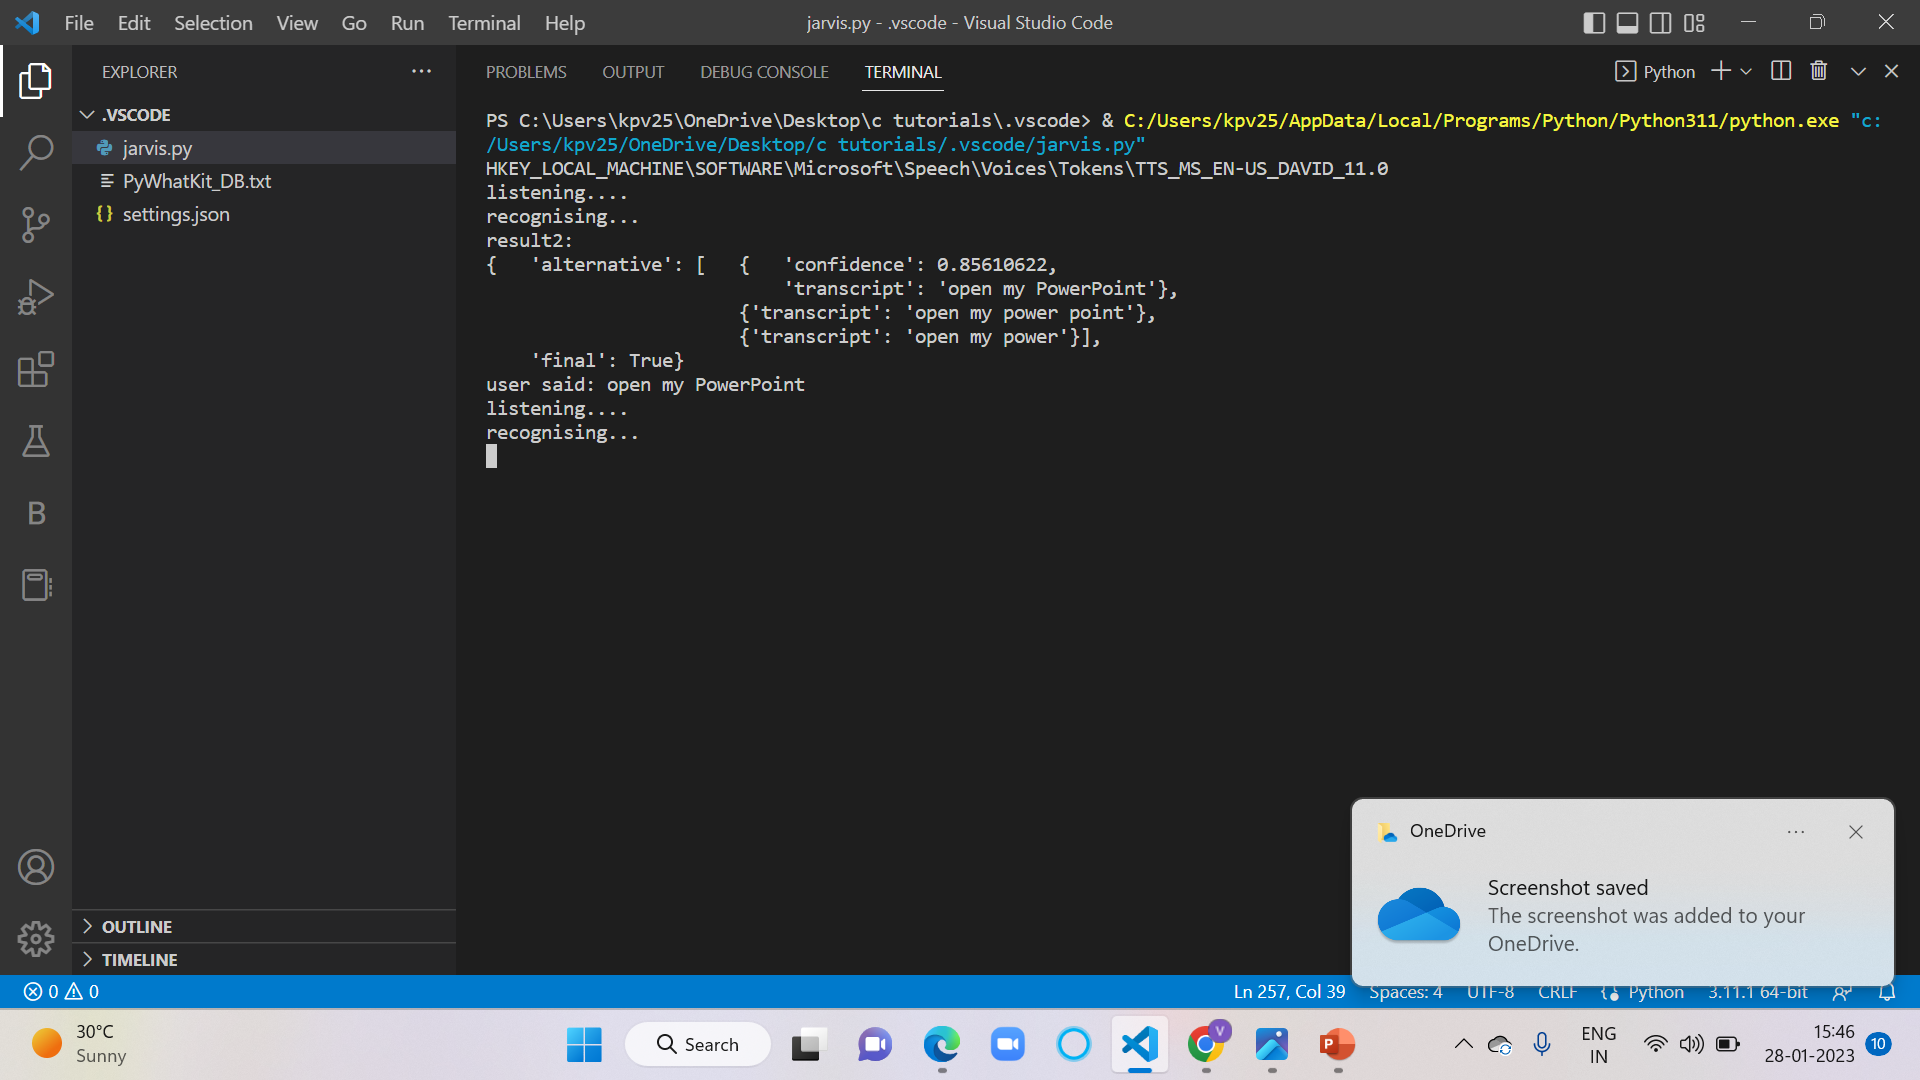 File Edit Selection View Go Run Terminal Help
jarvis.py - .vscode - Visual Studio Code
EXPLORER
.VSCODE
jarvis.py
PyWhatKit_DB.txt
{} settings.json
OUTLINE
TIMELINE
PROBLEMS OUTPUT DEBUG CONSOLE TERMINAL
Python
PS C:\Users\kpv25\OneDrive\Desktop\c tutorials\.vscode> & C:/Users/kpv25/AppData/Local/Programs/Python/Python311/python.exe "c:
/Users/kpv25/OneDrive/Desktop/c tutorials/.vscode/jarvis.py"
HKEY_LOCAL_MACHINE\SOFTWARE\Microsoft\Speech\Voices\Tokens\TTS_MS_EN-US_DAVID_11.0
listening....
recognising...
result2:
{   'alternative': [   {   'confidence': 0.85610622,
                           'transcript': 'open my PowerPoint'},
                       {'transcript': 'open my power point'},
                       {'transcript': 'open my power'}],
    'final': True}
user said: open my PowerPoint
listening....
recognising...
B
OneDrive
Screenshot saved
The screenshot was added to your
OneDrive.
0 0
Ln 257, Col 39 Spaces: 4 UTF-8 CRLF Python 3.11.1 64-bit
30°C
Sunny
Search
V
P
ENG
IN
15:46
28-01-2023
10